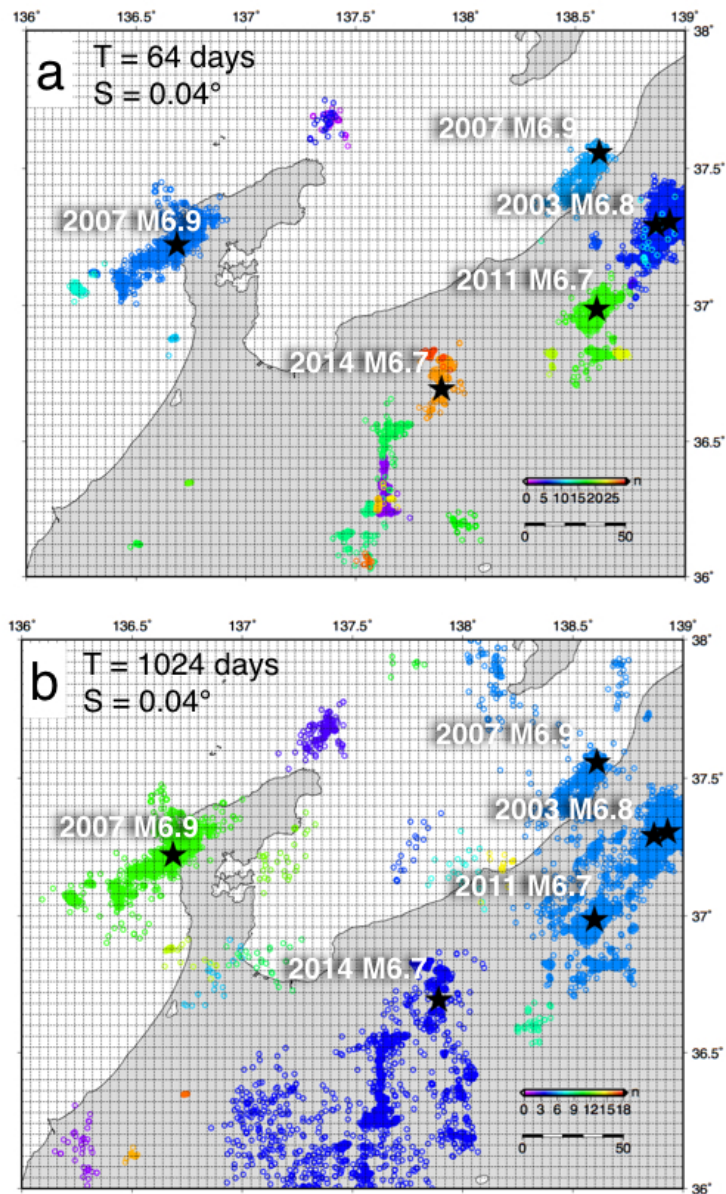 136˚ 136.5˚ 137˚ 137.5˚ 138˚ 138.5˚ 139˚
38˚
a T = 64 days
S = 0.04°
2007 M6.9
37.5˚
2003 M6.8
2007 M6.9
2011 M6.7
37˚
2014 M6.7
36.5˚
n
0 5 10 15 20 25
0 50
36˚
136˚ 136.5˚ 137˚ 137.5˚ 138˚ 138.5˚ 139˚
38˚
b T = 1024 days
S = 0.04°
2007 M6.9
37.5˚
2003 M6.8
2007 M6.9
2011 M6.7
37˚
2014 M6.7
36.5˚
n
0 3 6 9 12 15 18
0 50
36˚